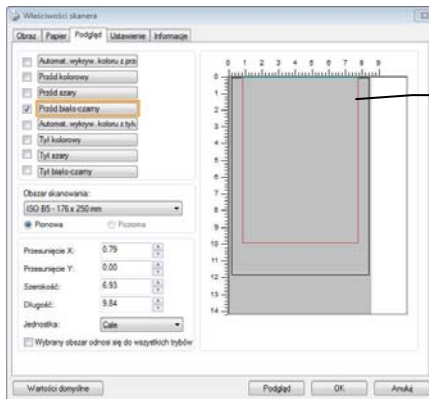 Właściwości skanera
Obraz Papier Podgląd Ustawienie Informacje
Automat. wykryw. koloru z prz
Przód kolorowy
Przód szary
Przód biało-czarny
Automat. wykryw. koloru z tyłu
Tył kolorowy
Tył szary
Tył biało-czarny
Obszar skanowania:
ISO B5 - 176 x 250 mm
Pionowa Pozioma
Przesunięcie X: 0.79
Przesunięcie Y: 0.00
Szerokość: 6.93
Długość: 9.84
Jednostka: Cale
Wybrany obszar odnosi się do wszystkich trybów
0 1 2 3 4 5 6 7 8 9
0
1
2
3
4
5
6
7
8
9
10
11
12
13
14
Wartości domyślne Podgląd OK Anuluj